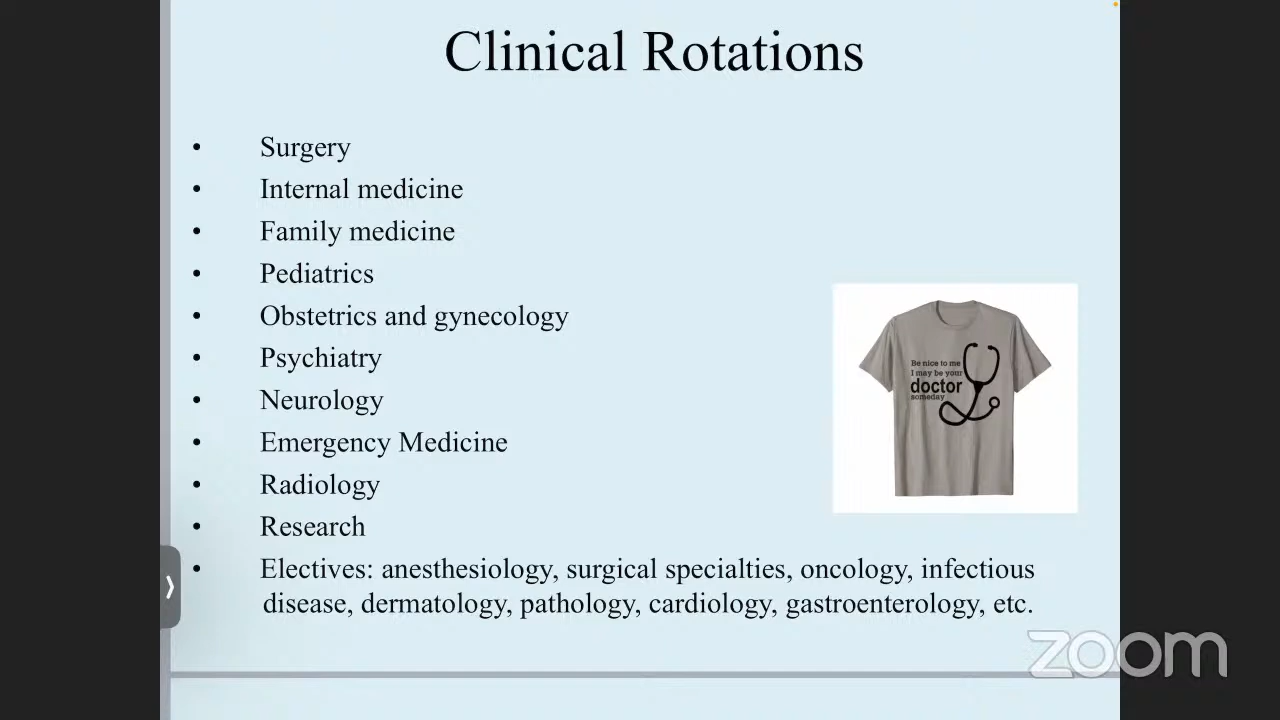 Clinical Rotations
• Surgery
• Internal medicine
• Family medicine
• Pediatrics
• Obstetrics and gynecology
• Psychiatry
• Neurology
• Emergency Medicine
• Radiology
• Research
• Electives: anesthesiology, surgical specialties, oncology, infectious
disease, dermatology, pathology, cardiology, gastroenterology, etc.
Be nice to me
I may be your
doctor
someday
zoom